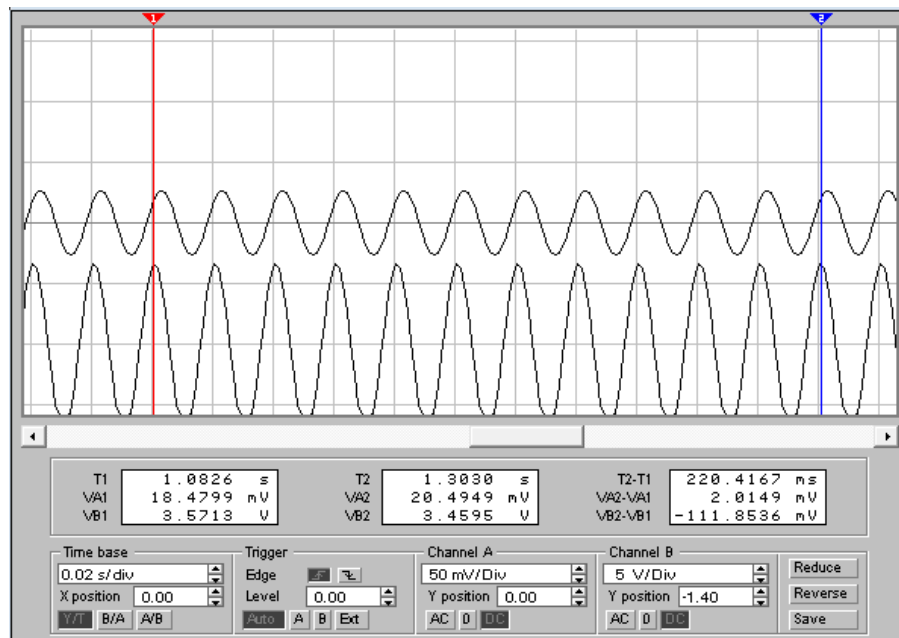 1 2
T1 1.0826 s T2 1.3030 s T2-T1 220.4167 ms
VA1 18.4799 mV VA2 20.4949 mV VA2-VA1 2.0149 mV
VB1 3.5713 V VB2 3.4595 V VB2-VB1 -111.8536 mV
Time base Trigger Channel A Channel B
0.02 s/div Edge 50 mV/Div 5 V/Div Reduce
X position 0.00 Level 0.00 Y position 0.00 Y position -1.40 Reverse
Y/T B/A A/B Auto A B Ext AC 0 DC AC 0 DC Save